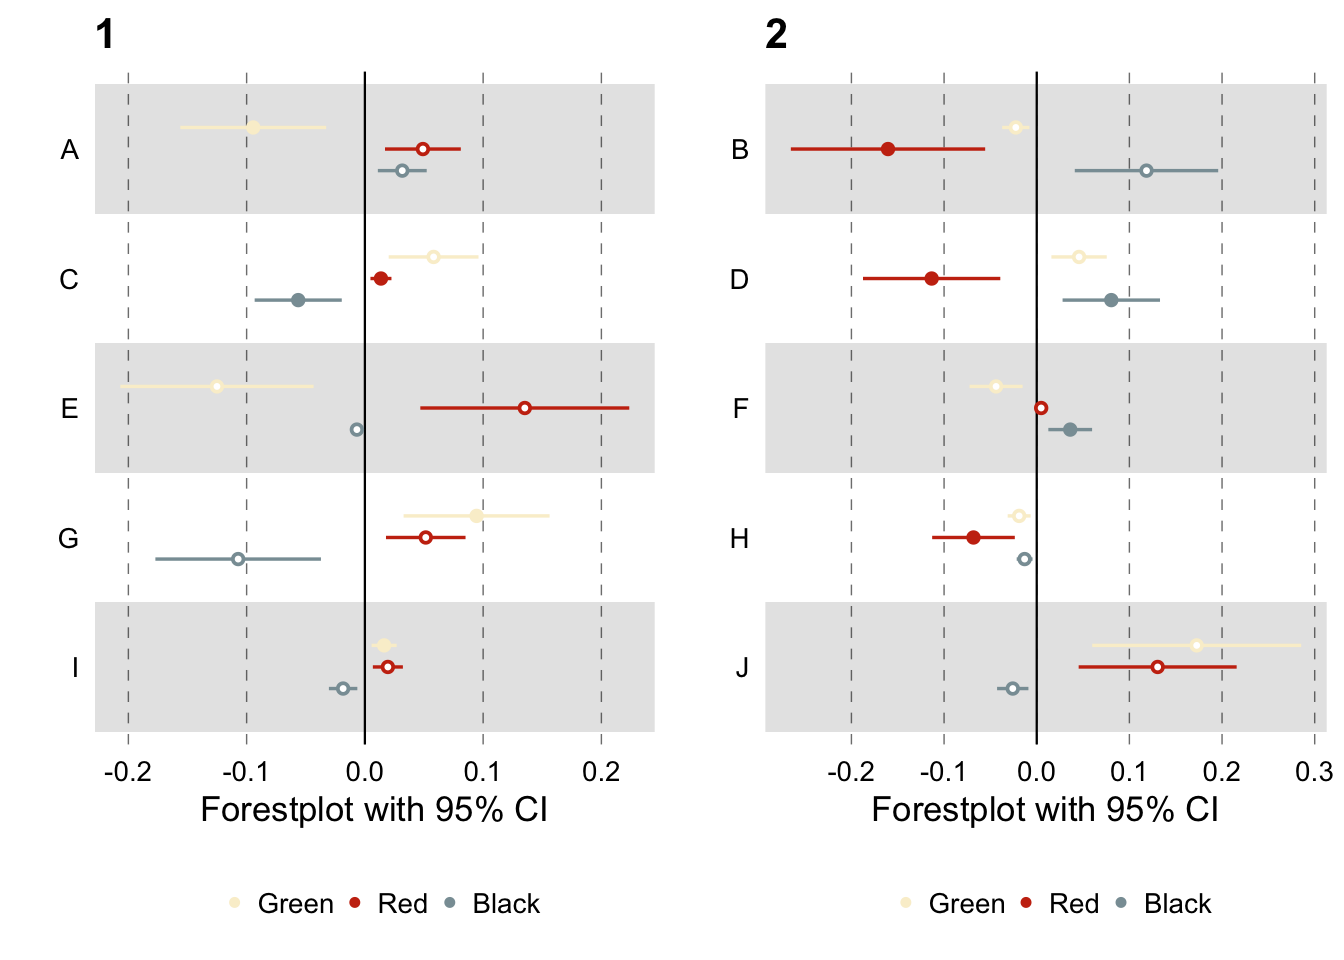 1
A
C
E
G
I
-0.2 -0.1 0.0 0.1 0.2
Forestplot with 95% CI
Green Red Black
2
B
D
F
H
J
-0.2 -0.1 0.0 0.1 0.2 0.3
Forestplot with 95% CI
Green Red Black